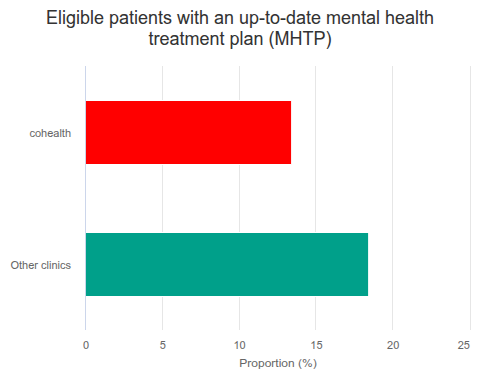 Eligible patients with an up-to-date mental health
treatment plan (MHTP)
cohealth
Other clinics
0 5 10 15 20 25
Proportion (%)